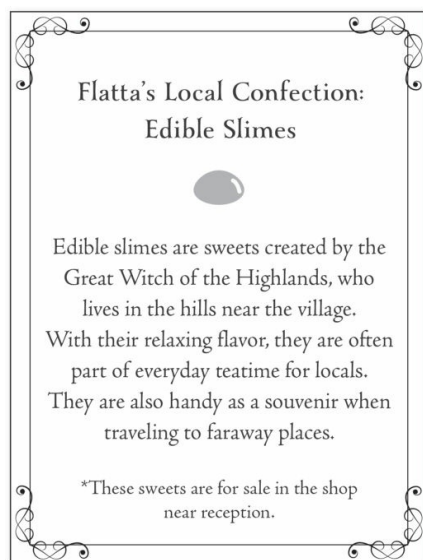 Flatta's Local Confection:
Edible Slimes
Edible slimes are sweets created by the
Great Witch of the Highlands, who
lives in the hills near the village.
With their relaxing flavor, they are often
part of everyday teatime for locals.
They are also handy as a souvenir when
traveling to faraway places.
*These sweets are for sale in the shop
near reception.